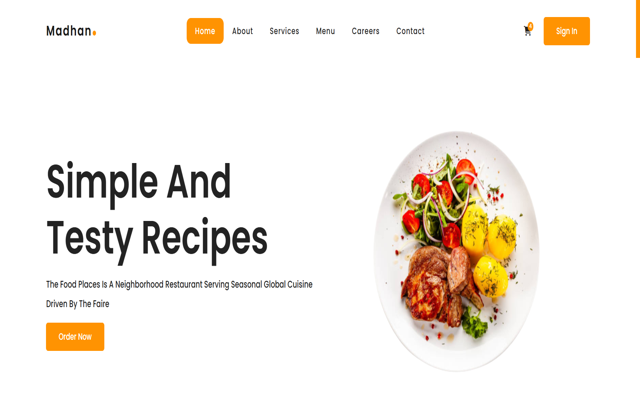 Madhan.
Home About Services Menu Careers Contact
Sign In
Simple And
Testy Recipes
The Food Places Is A Neighborhood Restaurant Serving Seasonal Global Cuisine
Driven By The Faire
Order Now